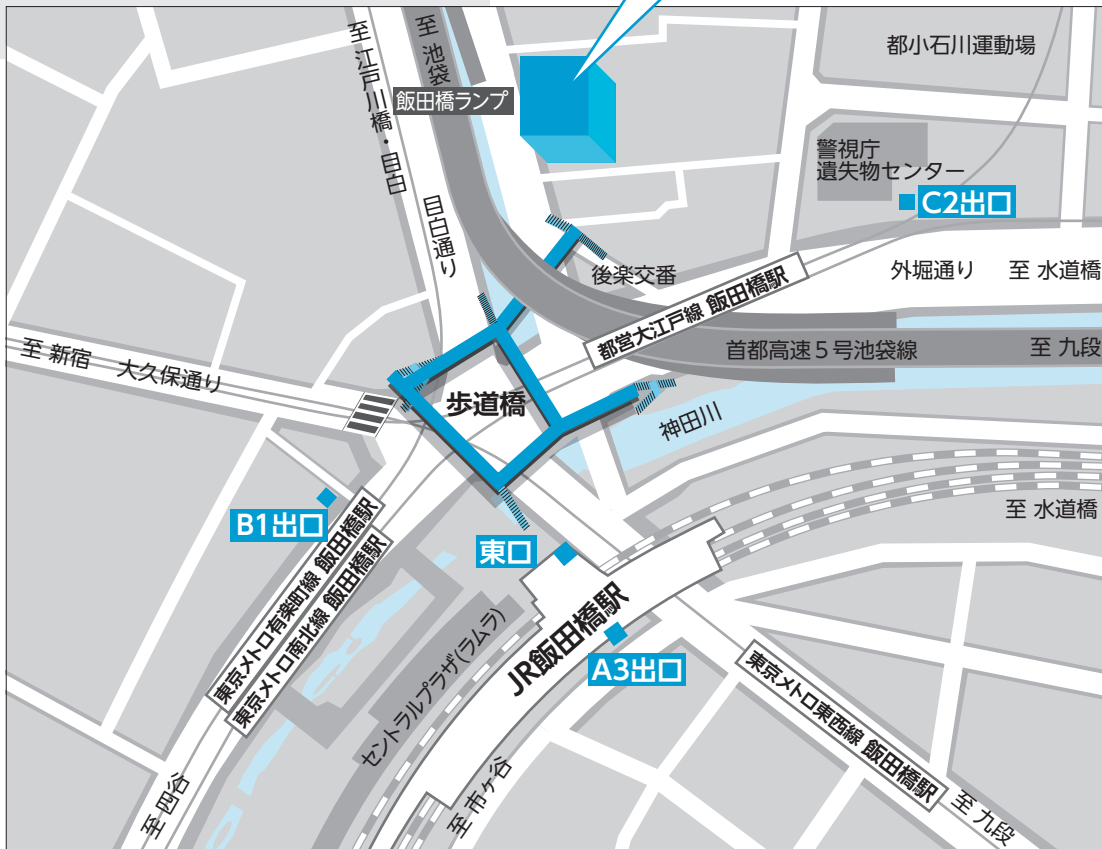 都小石川運動場
至 江戸川橋・目白
至 池袋
飯田橋ランプ
警視庁
遺失物センター
C2出口
目白通り
後楽交番
外堀通り
至 水道橋
都営大江戸線 飯田橋駅
首都高速5号池袋線
至 九段
至 新宿
大久保通り
歩道橋
神田川
至 水道橋
B1出口
東京メトロ有楽町線 飯田橋駅
東京メトロ南北線 飯田橋駅
東口
セントラルプラザ(ラムラ)
JR飯田橋駅
A3出口
東京メトロ東西線 飯田橋駅
至 四谷
至 市ヶ谷
至 九段